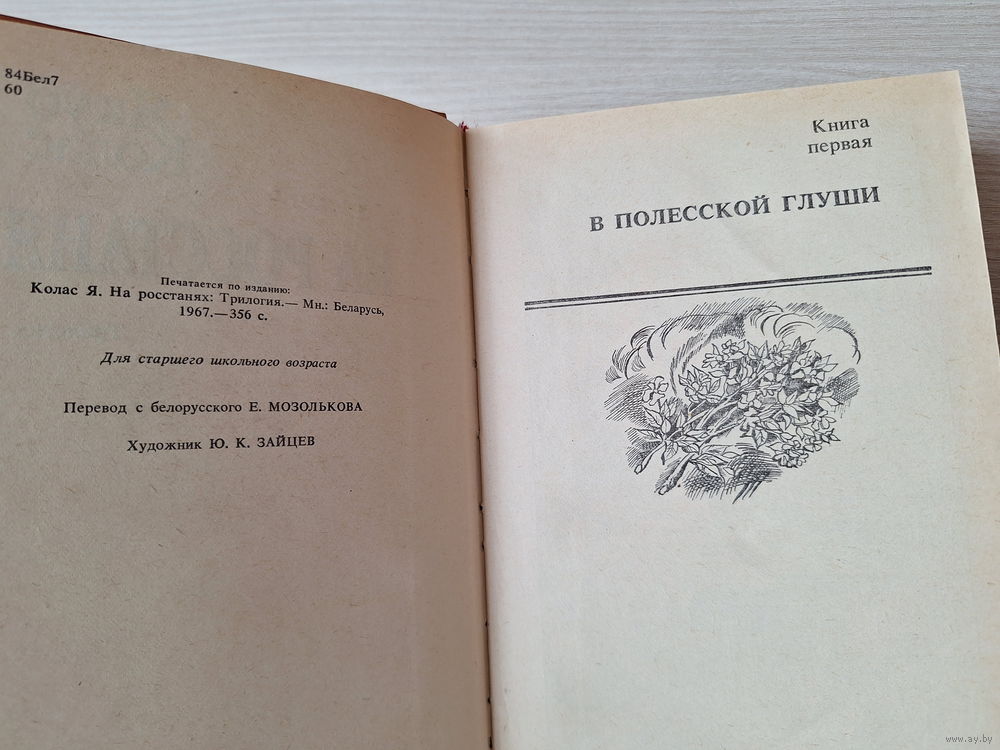 84Бел7
60
Печатается по изданию:
Колас Я. На росстанях: Трилогия.— Мн.: Беларусь,
1967.—356 с.
Для старшего школьного возраста
Перевод с белорусского Е. МОЗОЛЬКОВА
Художник Ю. К. ЗАЙЦЕВ
Книга
первая
В ПОЛЕССКОЙ ГЛУШИ
www.ay.by